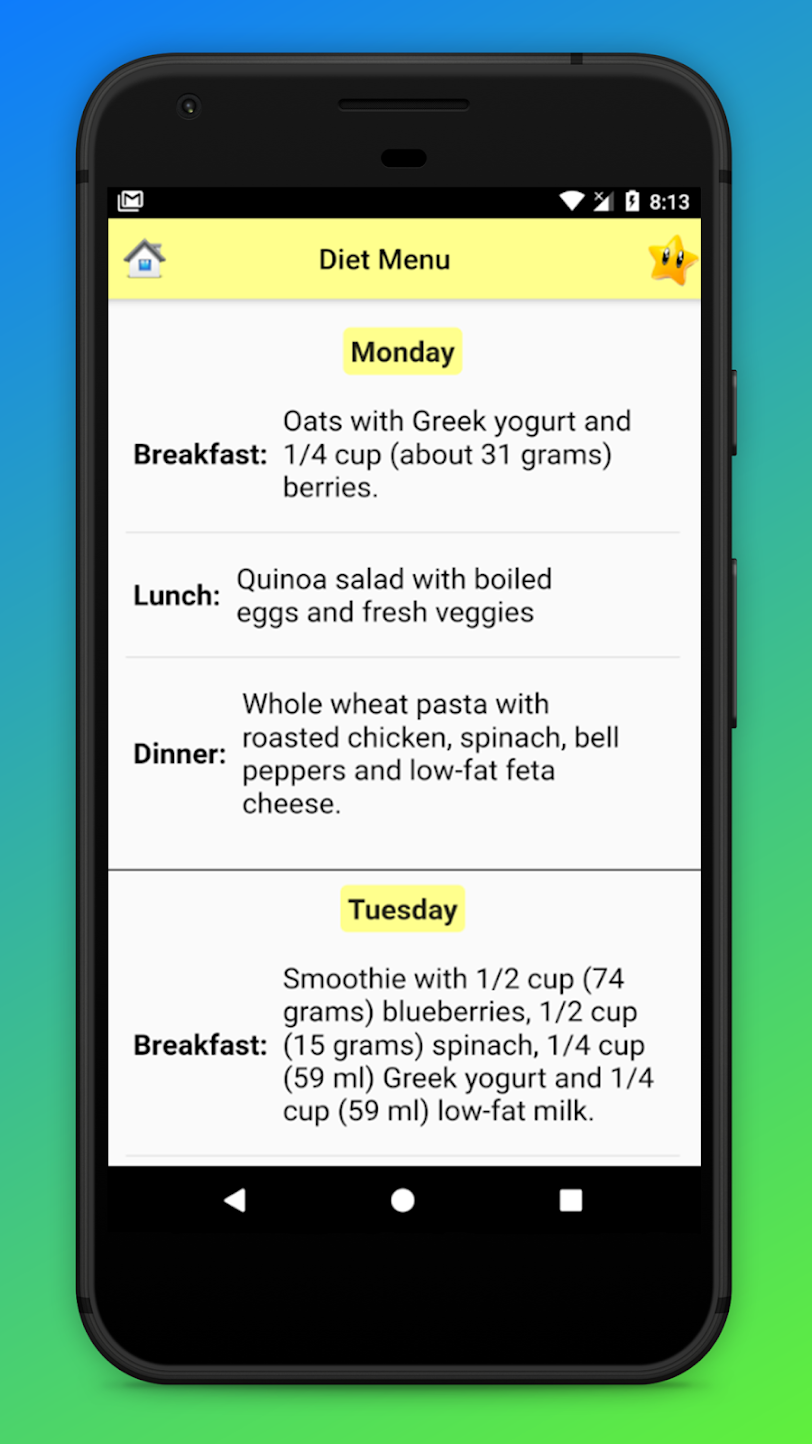 8:13
Diet Menu
Monday
Breakfast:
Oats with Greek yogurt and
1/4 cup (about 31 grams)
berries.
Lunch:
Quinoa salad with boiled
eggs and fresh veggies
Dinner:
Whole wheat pasta with
roasted chicken, spinach, bell
peppers and low-fat feta
cheese.
Tuesday
Breakfast:
Smoothie with 1/2 cup (74
grams) blueberries, 1/2 cup
(15 grams) spinach, 1/4 cup
(59 ml) Greek yogurt and 1/4
cup (59 ml) low-fat milk.